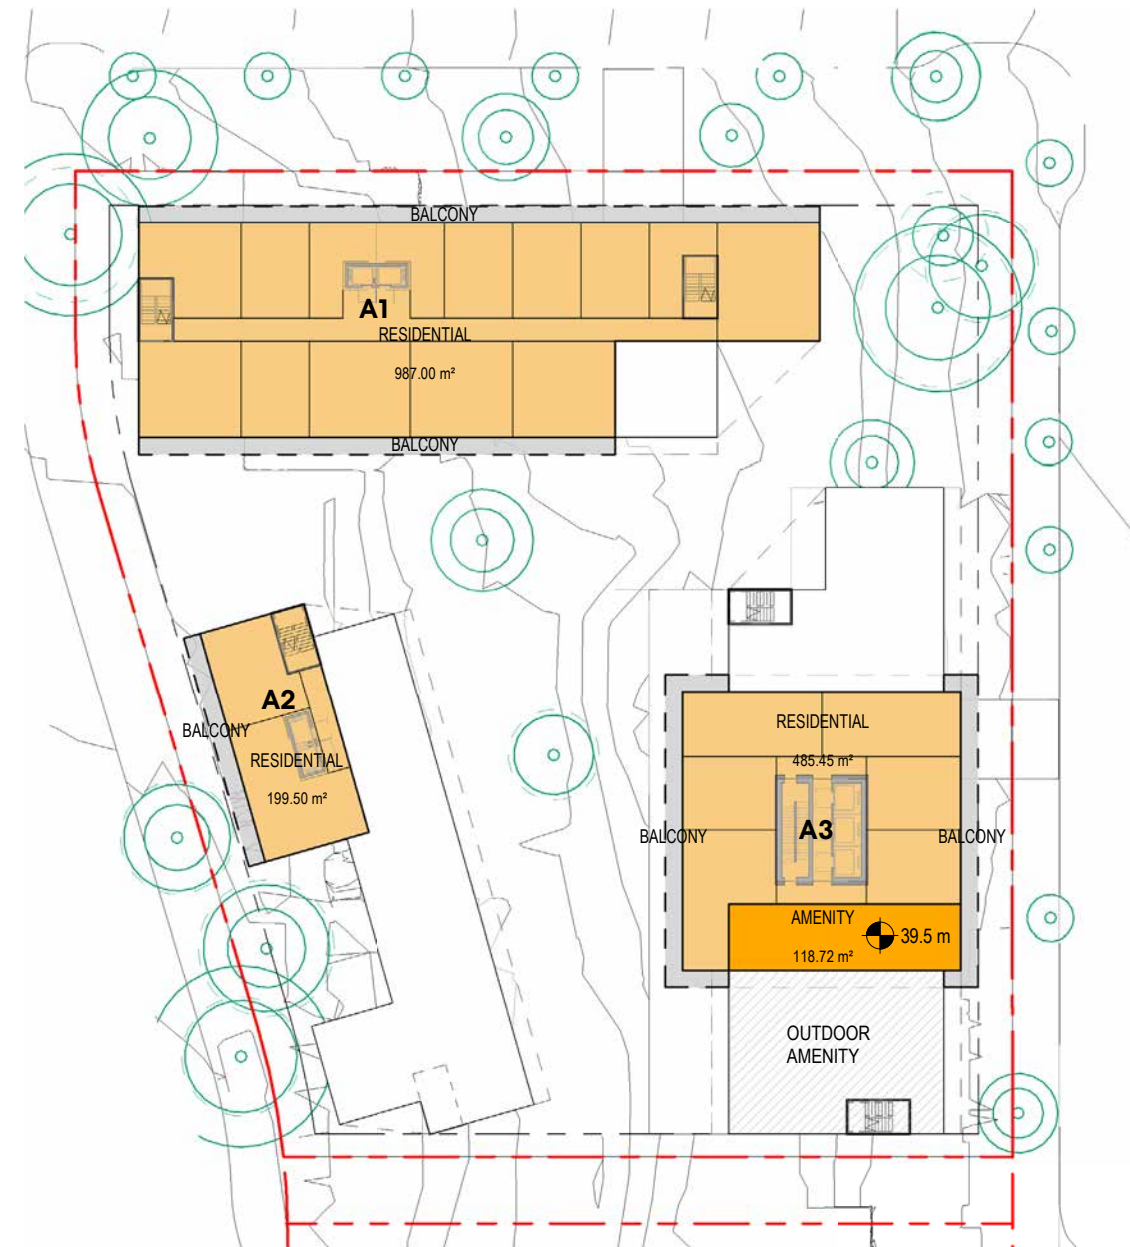 BALCONY
A1
RESIDENTIAL
987.00 m²
BALCONY
A2
BALCONY
RESIDENTIAL
199.50 m²
RESIDENTIAL
485.45 m²
A3
BALCONY
BALCONY
AMENITY
39.5 m
118.72 m²
OUTDOOR
AMENITY